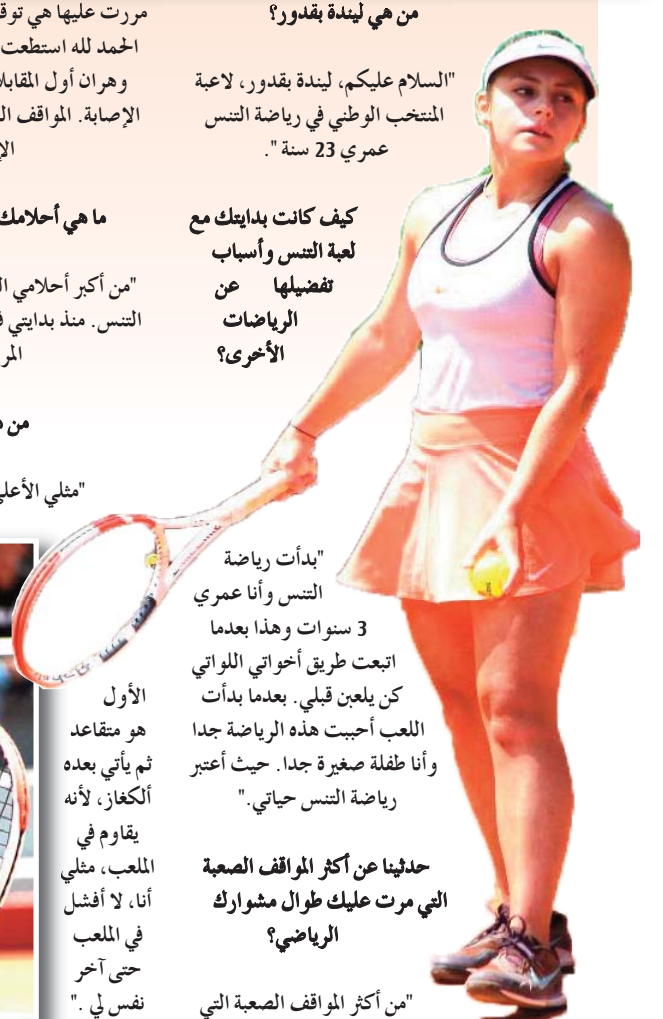 من هي ليندة بقدور؟
"السلام عليكم، ليندة بقدور، لاعبة
المنتخب الوطني في رياضة التنس
عمري 23 سنة ".
كيف كانت بدايتك مع
لعبة التنس وأسباب
تفضيلها عن
الرياضات
الأخرى؟
"بدأت رياضة
التنس وأنا عمري
3 سنوات وهذا بعدما
اتبعت طريق أخواتي اللواتي
كن يلعبن قبلي. بعدما بدأت
اللعب أحببت هذه الرياضة جدا
وأنا طفلة صغيرة جدا. حيث أعتبر
رياضة التنس حياتي."
حدثينا عن أكثر المواقف الصعبة
التي مرت عليك طوال مشوارك
الرياضي؟
"من أكثر المواقف الصعبة التي
مررت عليها هي
الحمد لله استطعت
وهران أول
الإصابة. المواقف
ما هي أحلامك
"من أكبر أحلامي
التنس. منذ بدايتي
من
"مثلي
الأول
هو متقاعد
ثم يأتي بعده
ألكغاز، لأنه
يقاوم في
الملعب، مثلي
أنا، لا أفشل
في الملعب
حتى آخر
نفس لي ."